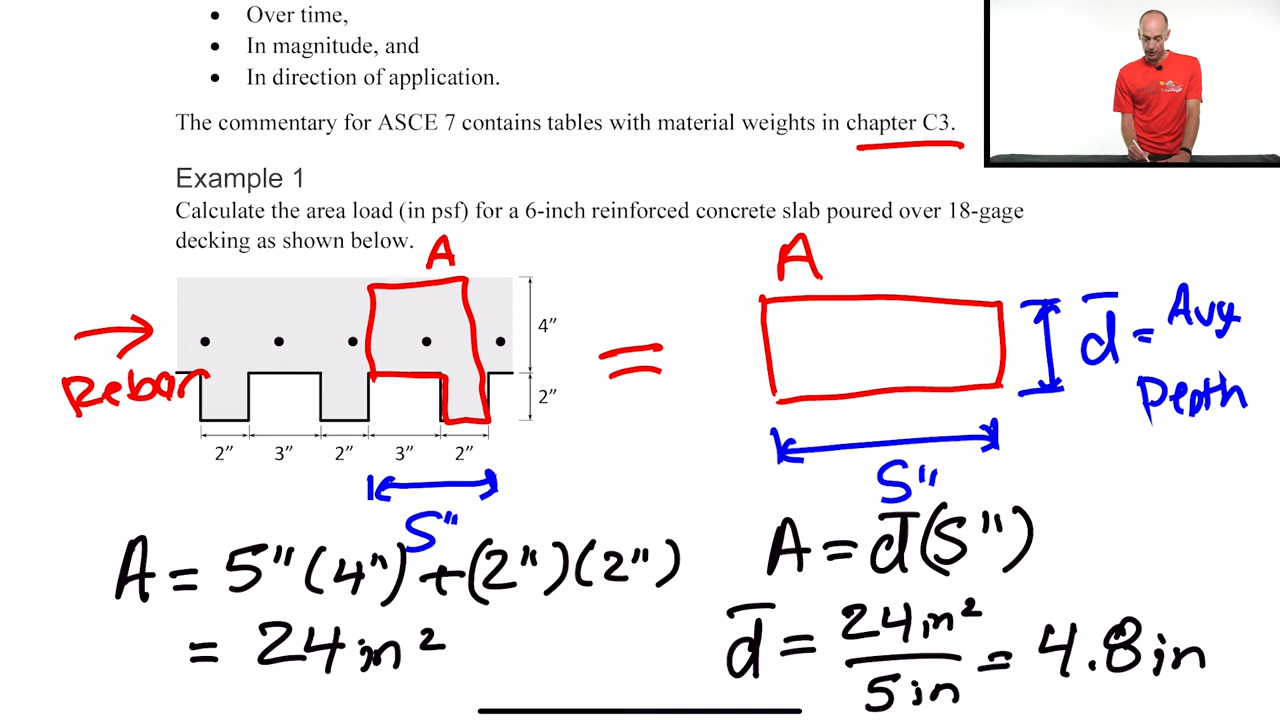 • Over time,
• In magnitude, and
• In direction of application.
The commentary for ASCE 7 contains tables with material weights in chapter C3.
Example 1
Calculate the area load (in psf) for a 6-inch reinforced concrete slab poured over 18-gage
decking as shown below.
A
A
4”
2”
Rebar
=
d̅ = Avg
Depth
2” 3” 2” 3” 2”
5"
5"
A = 5"(4") + (2")(2")
= 24 in²
A = d̅(5")
d̅ = 24 in² / 5 in = 4.8 in